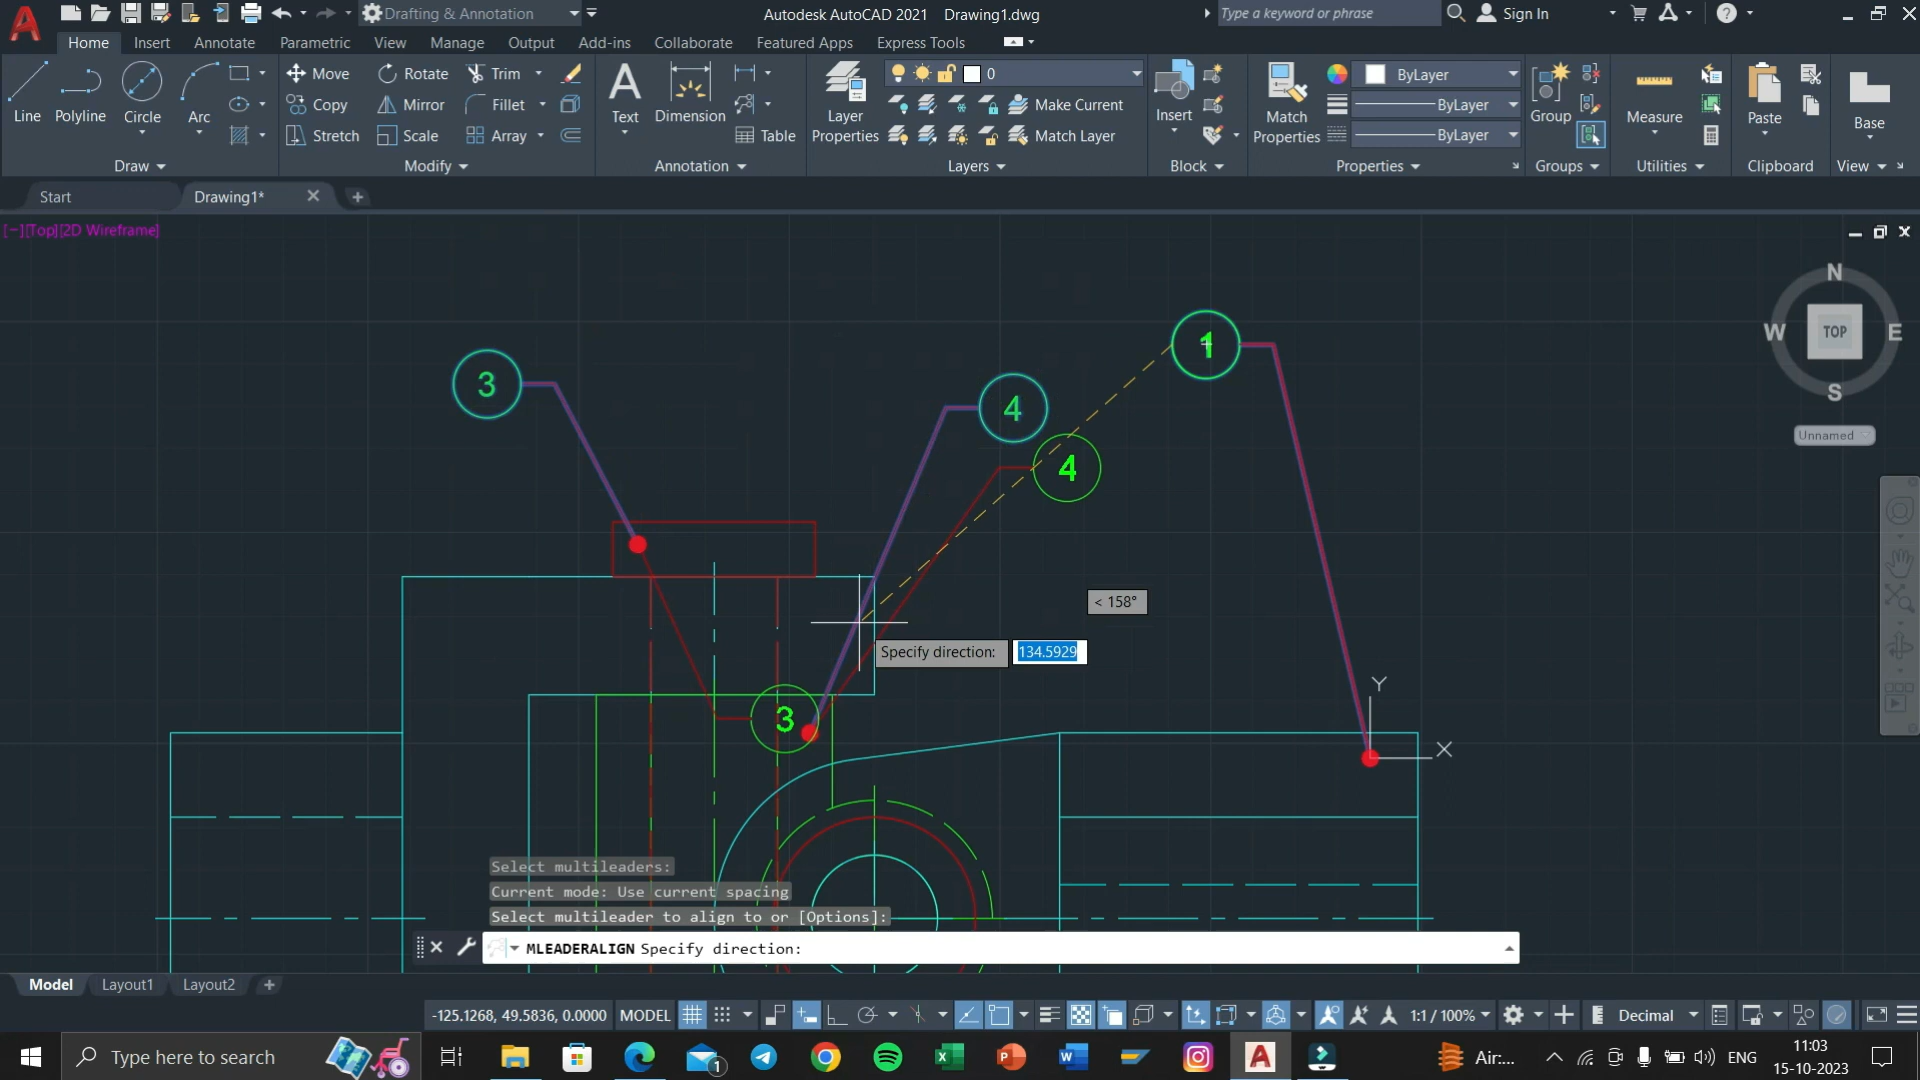 Drafting & Annotation
Autodesk AutoCAD 2021 Drawing1.dwg
Type a keyword or phrase
Sign In
Home Insert Annotate Parametric View Manage Output Add-ins Collaborate Featured Apps Express Tools
Line Polyline Circle Arc
Move Rotate Trim
Copy Mirror Fillet
Stretch Scale Array
Text Dimension Table
Layer Properties
0
Make Current
Match Layer
Insert
Match Properties
ByLayer
ByLayer
ByLayer
Group
Measure
Paste
Base
Draw Modify Annotation Layers Block Properties Groups Utilities Clipboard View
Start Drawing1*
[−][Top][2D Wireframe]
N
W TOP E
S
Unnamed
1
3
4
4
< 158°
Specify direction: 134.5929
Y
3
X
Select multileaders:
Current mode: Use current spacing
Select multileader to align to or [Options]:
MLEADERALIGN Specify direction:
Model Layout1 Layout2
-125.1268, 49.5836, 0.0000 MODEL 1:1 / 100% Decimal
Type here to search
1
Air:...
ENG
11:03
15-10-2023